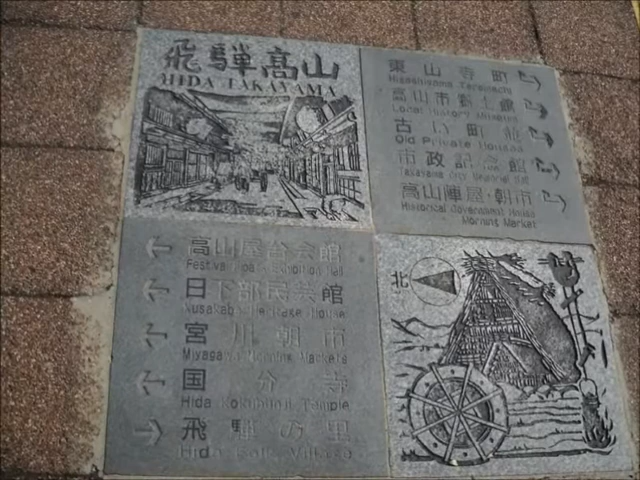 飛騨高山
HIDA TAKAYAMA
東山寺町
Higashiyama Teramachi
高山市郷土館
Local History Museum
古い町並
Old Private Houses
市政記念館
Takayama City Memorial Hall
高山陣屋・朝市
Historical Government House
Morning Market
高山屋台会館
Festival Float Exhibition Hall
日下部民芸館
Kusakabe Heritage House
宮川朝市
Miyagawa Morning Markets
国分寺
Hida Kokubunji Temple
飛騨の里
Hida Folk Village
北